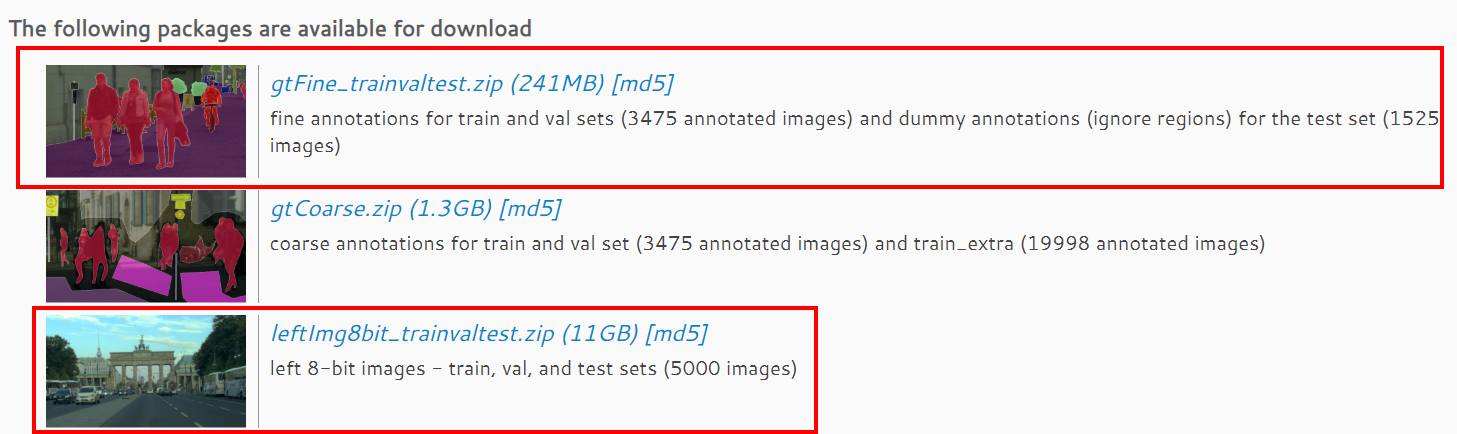 The following packages are available for download
gtFine_trainvaltest.zip (241MB) [md5]
fine annotations for train and val sets (3475 annotated images) and dummy annotations (ignore regions) for the test set (1525
images)
gtCoarse.zip (1.3GB) [md5]
coarse annotations for train and val set (3475 annotated images) and train_extra (19998 annotated images)
leftImg8bit_trainvaltest.zip (11GB) [md5]
left 8-bit images - train, val, and test sets (5000 images)